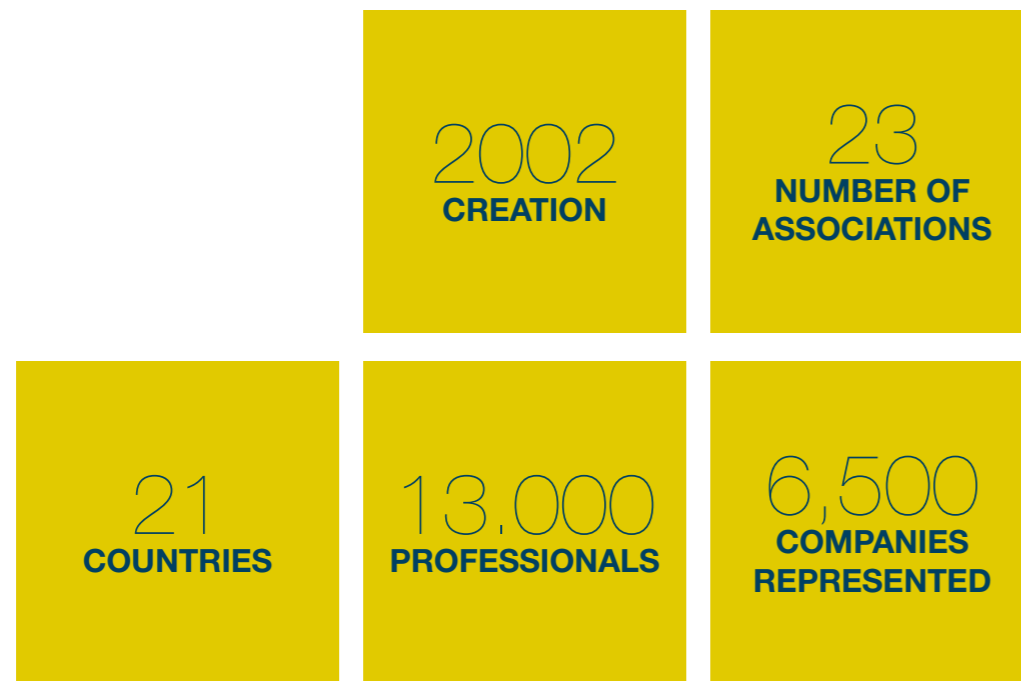 2002
CREATION
23
NUMBER OF
ASSOCIATIONS
21
COUNTRIES
13.000
PROFESSIONALS
6,500
COMPANIES
REPRESENTED